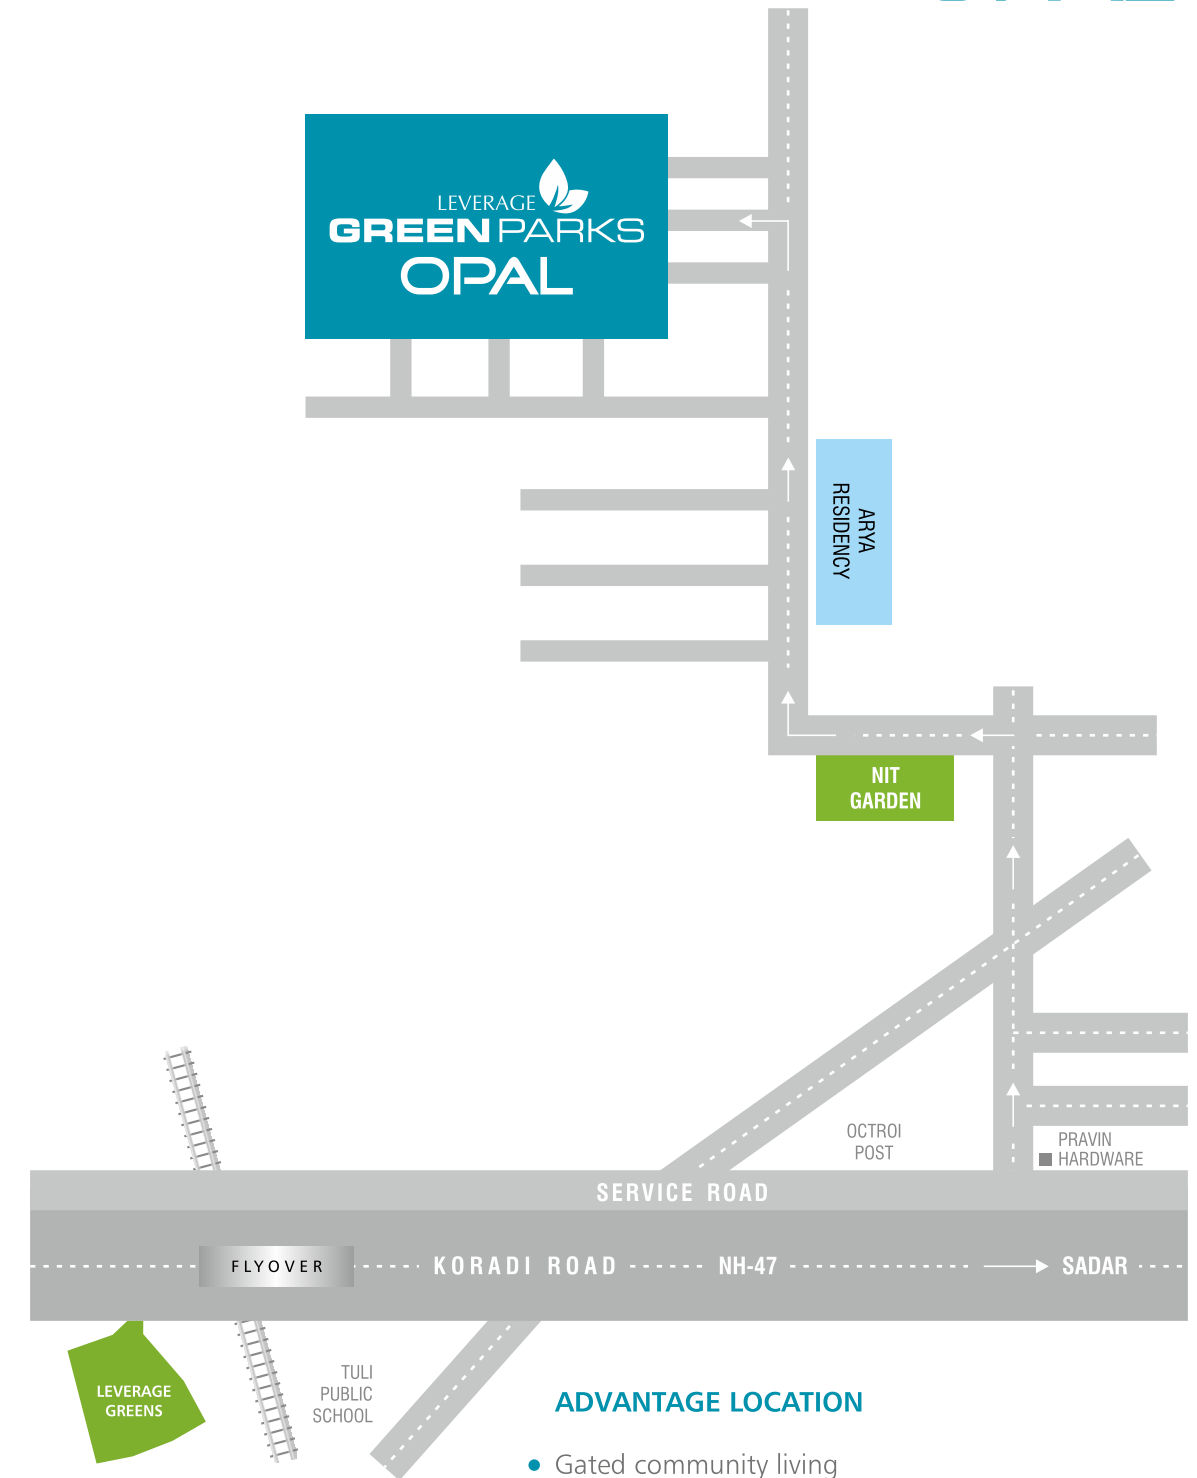 LEVERAGE
GREEN PARKS
OPAL
ARYA
RESIDENCY
NIT
GARDEN
OCTROI
POST
PRAVIN
HARDWARE
SERVICE ROAD
FLYOVER
KORADI ROAD
NH-47
SADAR
LEVERAGE
GREENS
TULI
PUBLIC
SCHOOL
ADVANTAGE LOCATION
• Gated community living